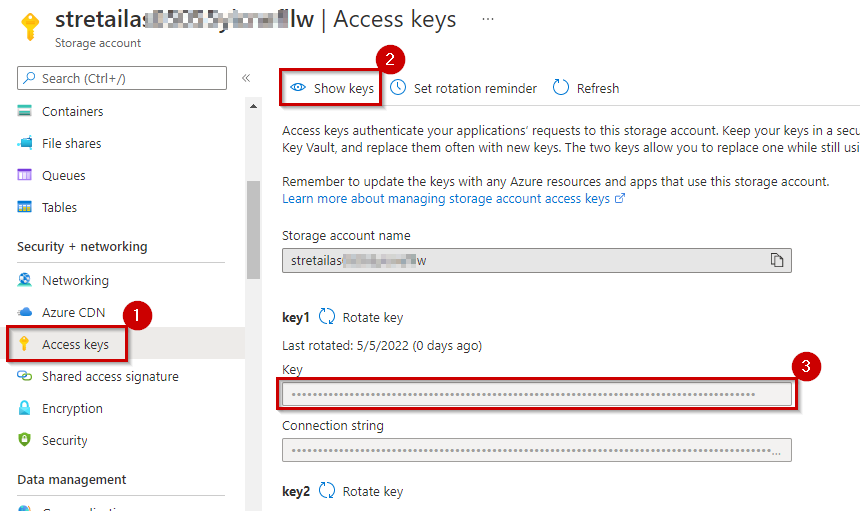 stretailas lw | Access keys ...
Storage account
Search (Ctrl+/)
«
Containers
File shares
Queues
Tables
Security + networking
Networking
Azure CDN
1
Access keys
Shared access signature
Encryption
Security
Data management
2
Show keys
Set rotation reminder
Refresh
Access keys authenticate your applications' requests to this storage account. Keep your keys in a secu
Key Vault, and replace them often with new keys. The two keys allow you to replace one while still usi
Remember to update the keys with any Azure resources and apps that use this storage account.
Learn more about managing storage account access keys
Storage account name
stretailas w
key1
Rotate key
Last rotated: 5/5/2022 (0 days ago)
Key
3
Connection string
key2
Rotate key